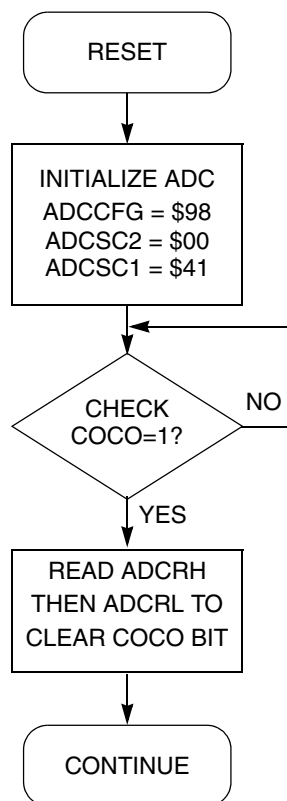 RESET
INITIALIZE ADC
ADCCFG = $98
ADCSC2 = $00
ADCSC1 = $41
CHECK
COCO=1?
NO
YES
READ ADCRH
THEN ADCRL TO
CLEAR COCO BIT
CONTINUE